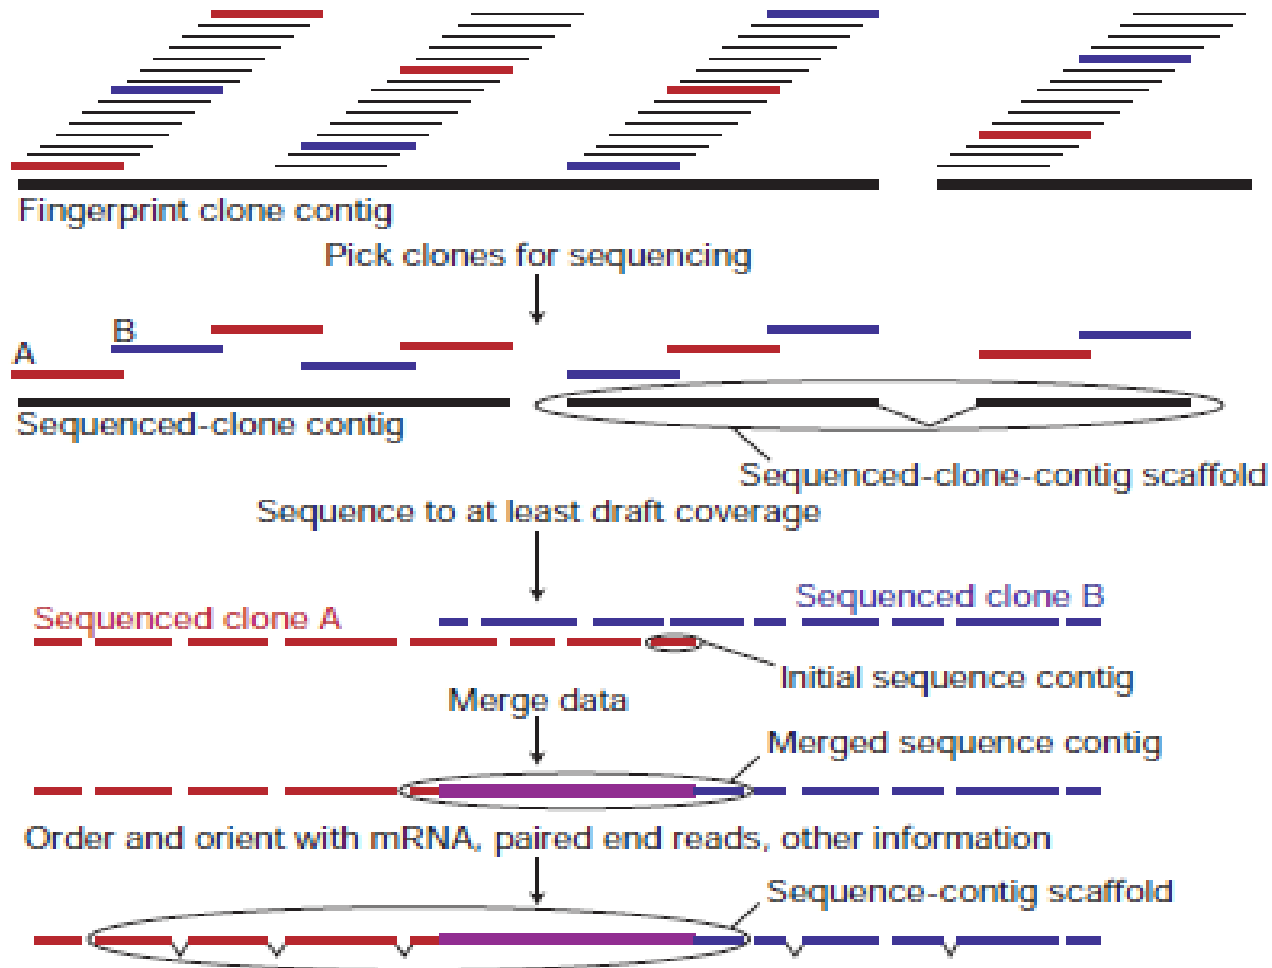 Fingerprint clone contig
Pick clones for sequencing
B
A
Sequenced-clone contig
Sequenced-clone-contig scaffold
Sequence to at least draft coverage
Sequenced clone B
Sequenced clone A
Initial sequence contig
Merge data
Merged sequence contig
Order and orient with mRNA, paired end reads, other information
Sequence-contig scaffold